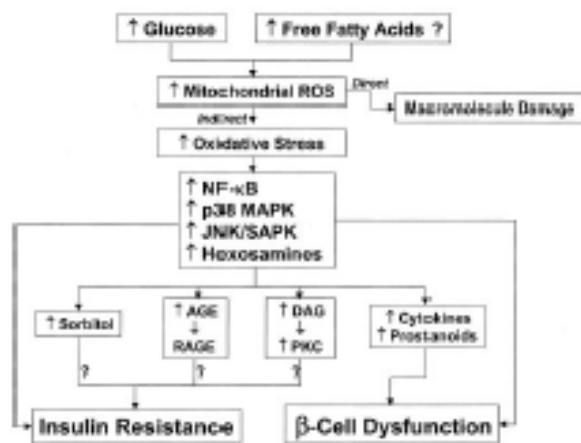 ↑ Glucose
↑ Free Fatty Acids ?
↑ Mitochondrial ROS
Direct
Macromolecule Damage
Indirect
↑ Oxidative Stress
↑ NF-κB
↑ p38 MAPK
↑ JNK/SAPK
↑ Hexosamines
↑ Sorbitol
↑ AGE
↓
RAGE
↑ DAG
↓
↑ PKC
↑ Cytokines
↑ Prostanoids
?
?
?
Insulin Resistance
β-Cell Dysfunction